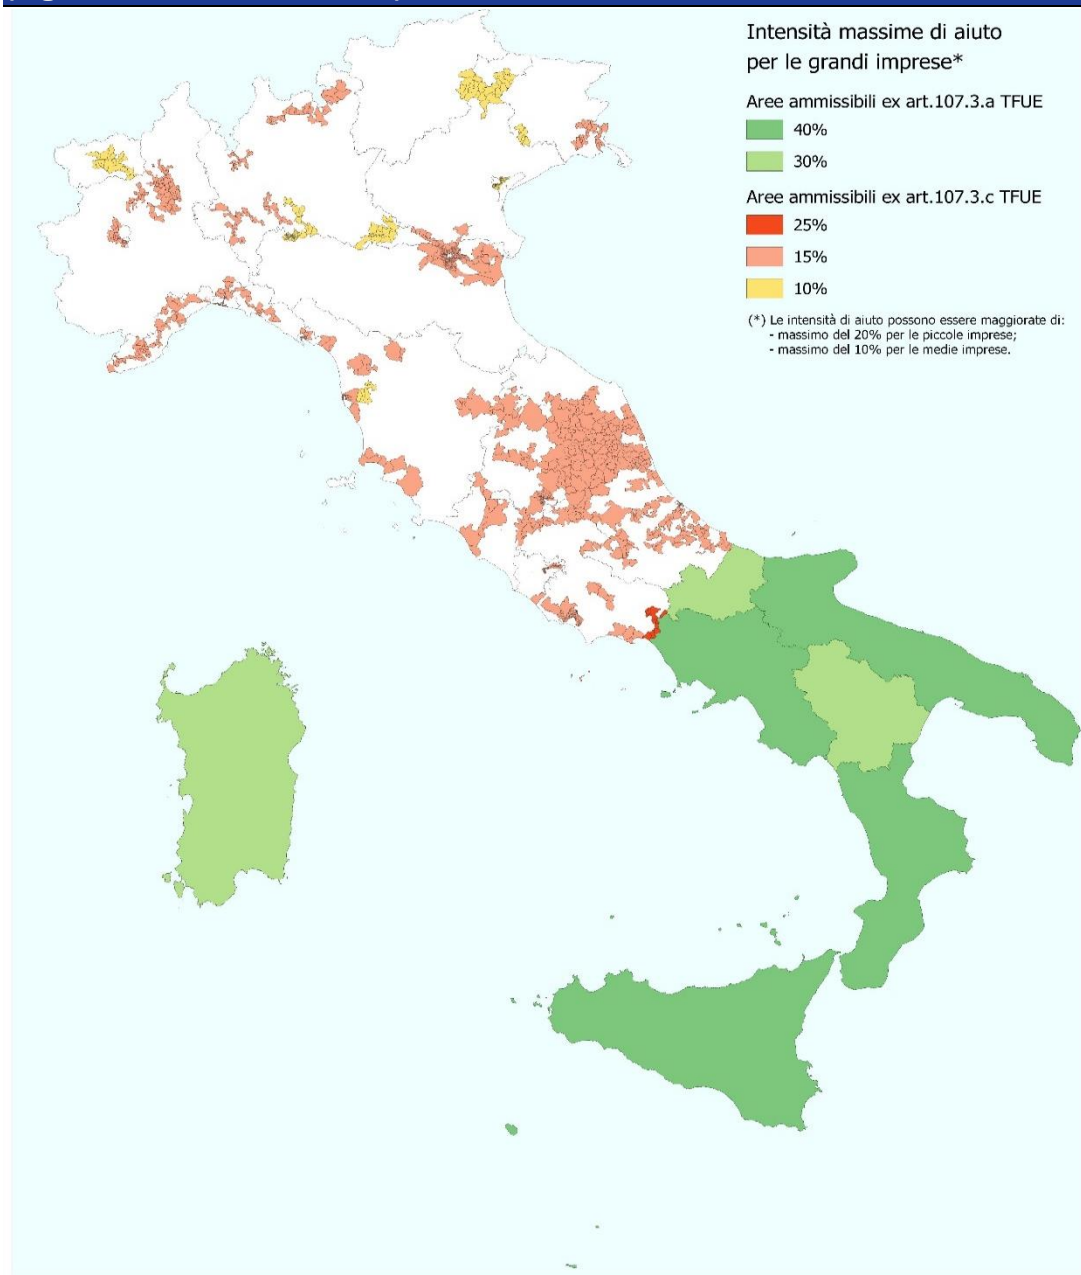 Intensità massime di aiuto
per le grandi imprese*
Aree ammissibili ex art.107.3.a TFUE
40%
30%
Aree ammissibili ex art.107.3.c TFUE
25%
15%
10%
(*) Le intensità di aiuto possono essere maggiorate di:
- massimo del 20% per le piccole imprese;
- massimo del 10% per le medie imprese.